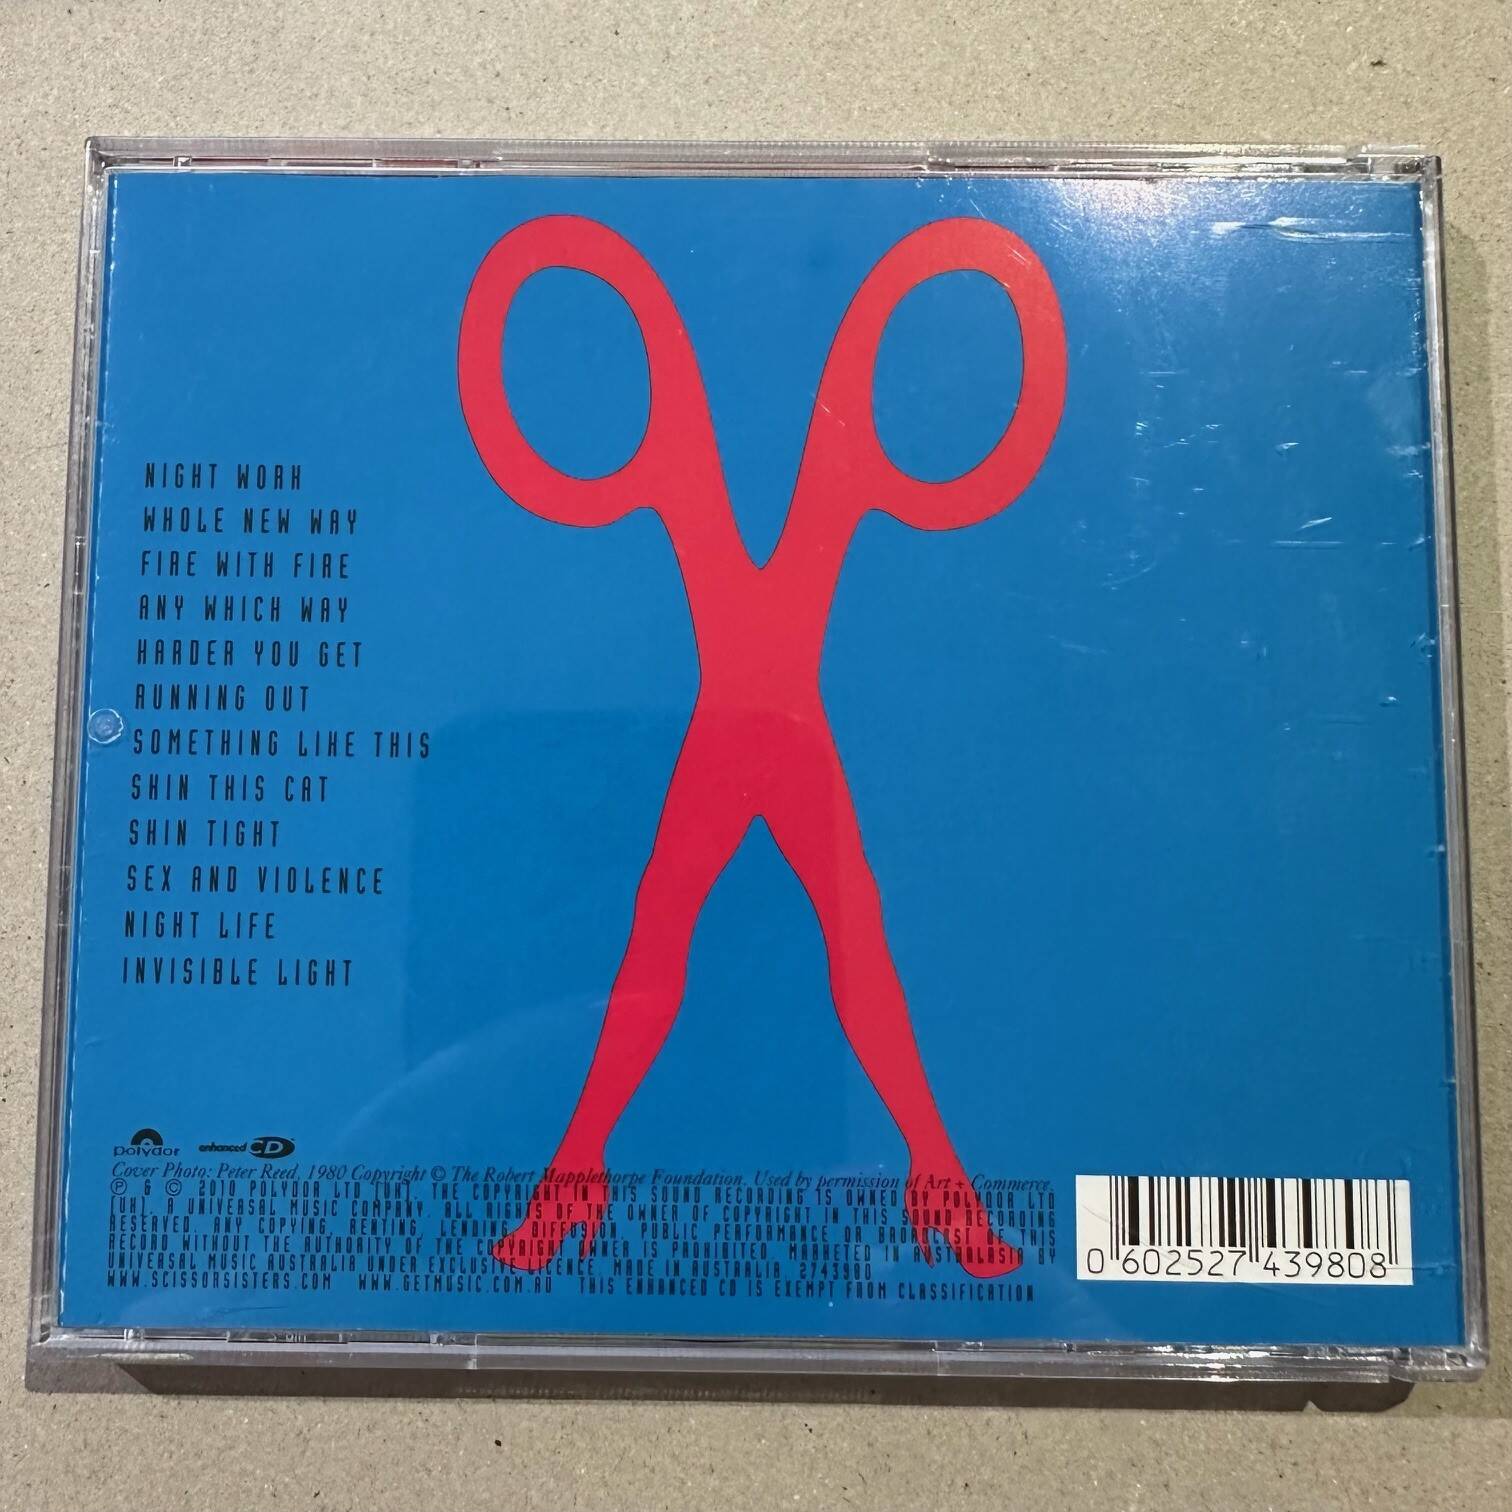 NIGHT WORK
WHOLE NEW WAY
FIRE WITH FIRE
ANY WHICH WAY
HARDER YOU GET
RUNNING OUT
SOMETHING LIKE THIS
SKIN THIS CAT
SKIN TIGHT
SEX AND VIOLENCE
NIGHT LIFE
INVISIBLE LIGHT
polydor enhanced CD
Cover Photo: Peter Reed, 1980 Copyright © The Robert Mapplethorpe Foundation. Used by permission of Art + Commerce.
℗ & © 2010 POLYDOR LTD (UK). THE COPYRIGHT IN THIS SOUND RECORDING IS OWNED BY POLYDOR LTD
(UK). A UNIVERSAL MUSIC COMPANY. ALL RIGHTS OF THE OWNER OF COPYRIGHT IN THIS SOUND RECORDING
RESERVED. ANY COPYING, RENTING, LENDING, DIFFUSION, PUBLIC PERFORMANCE OR BROADCAST OF THIS
RECORD WITHOUT THE AUTHORITY OF THE COPYRIGHT OWNER IS PROHIBITED. MARKETED IN AUSTRALASIA BY
UNIVERSAL MUSIC AUSTRALIA UNDER EXCLUSIVE LICENCE. MADE IN AUSTRALIA 2743980
WWW.SCISSORSISTERS.COM WWW.GETMUSIC.COM.AU THIS ENHANCED CD IS EXEMPT FROM CLASSIFICATION
0 602527 439808